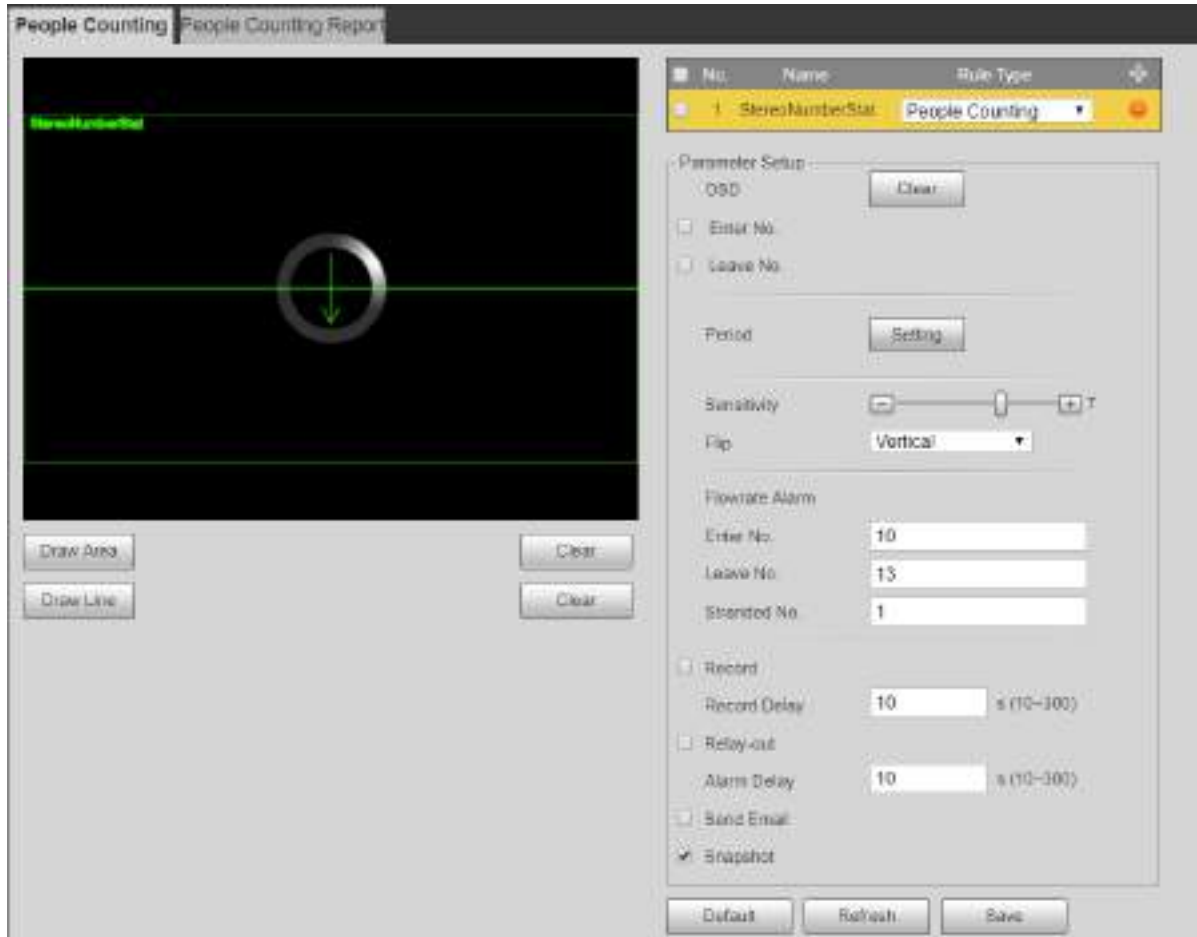 People Counting People Counting Report
StereoNumberStat
No. Name Rule Type
1 StereoNumberStat People Counting
Parameter Setup
OSD Clear
Enter No.
Leave No.
Period Setting
Sensitivity 7
Flip Vertical
Flowrate Alarm
Enter No. 10
Leave No. 13
Stranded No. 1
Draw Area Clear
Draw Line Clear
Record
Record Delay 10 s (10~300)
Relay-out
Alarm Delay 10 s (10~300)
Send Email
Snapshot
Default Refresh Save